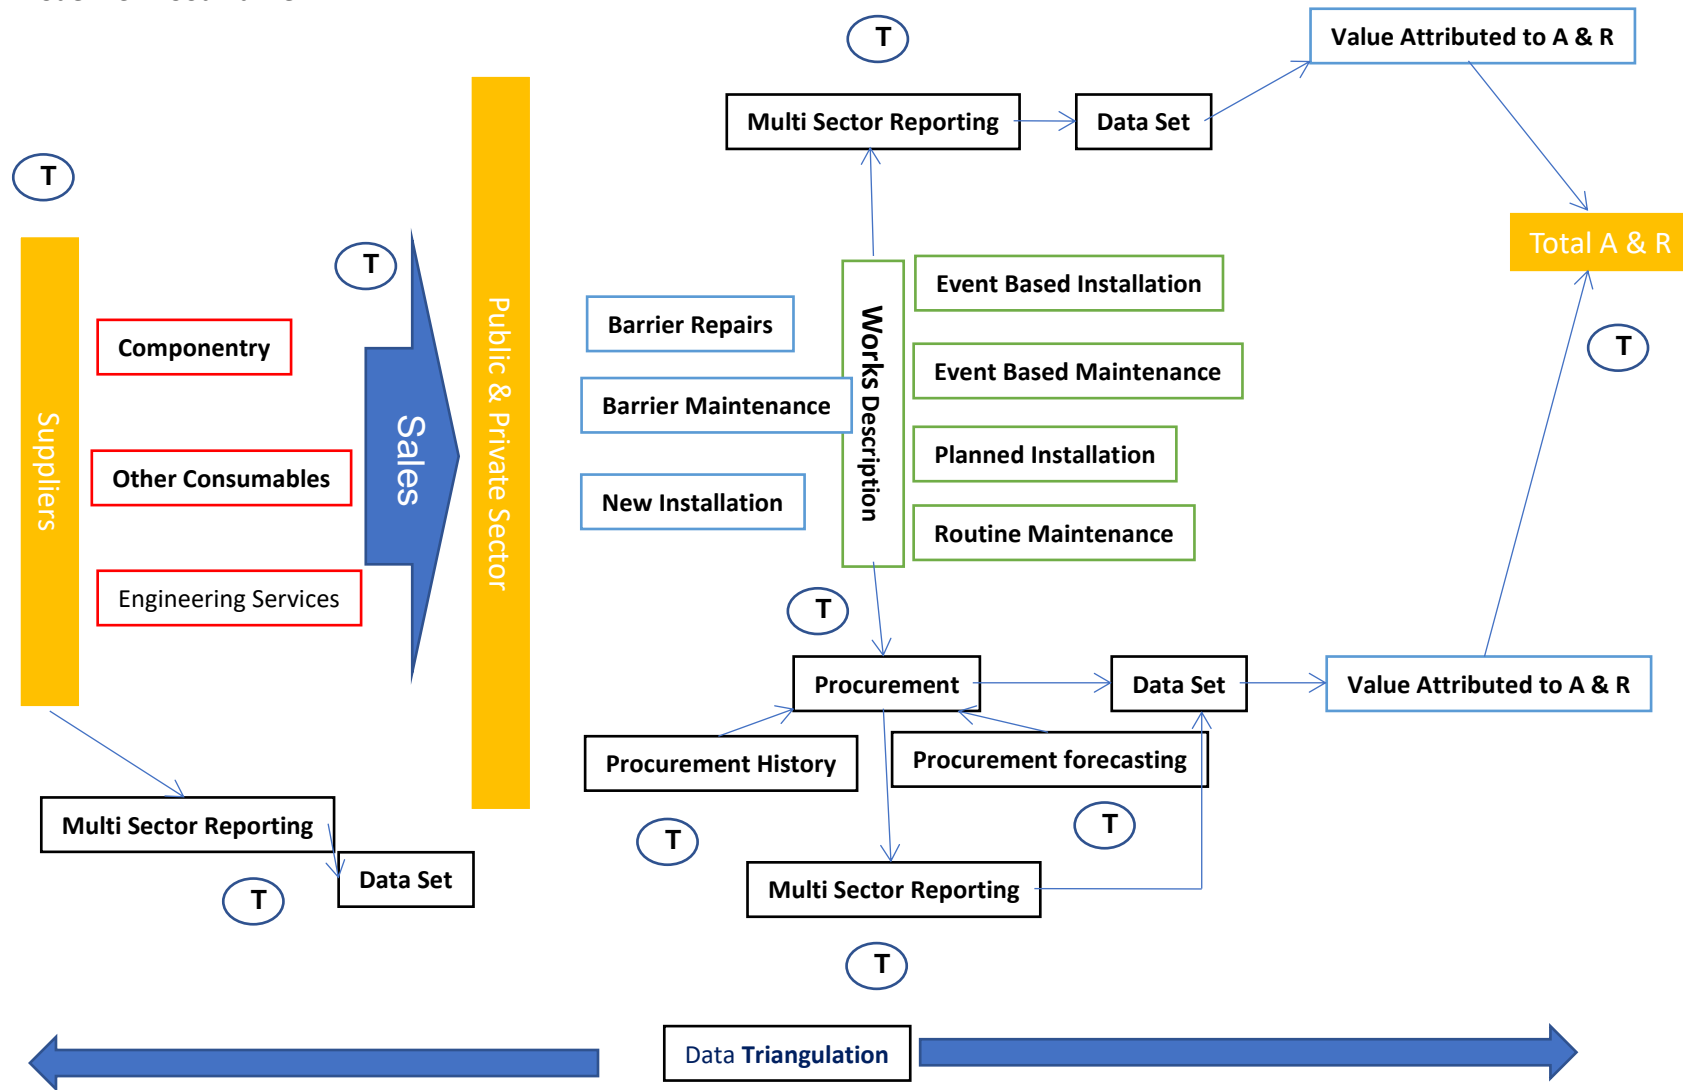 T
Value Attributed to A & R
Multi Sector Reporting
Data Set
T
T
Total A & R
Suppliers
Componentry
Other Consumables
Engineering Services
Sales
Public & Private Sector
Barrier Repairs
Barrier Maintenance
New Installation
Works Description
Event Based Installation
Event Based Maintenance
Planned Installation
Routine Maintenance
T
T
Procurement
Data Set
Value Attributed to A & R
Procurement History
Procurement forecasting
T
T
Multi Sector Reporting
Data Set
T
Multi Sector Reporting
T
Data Triangulation